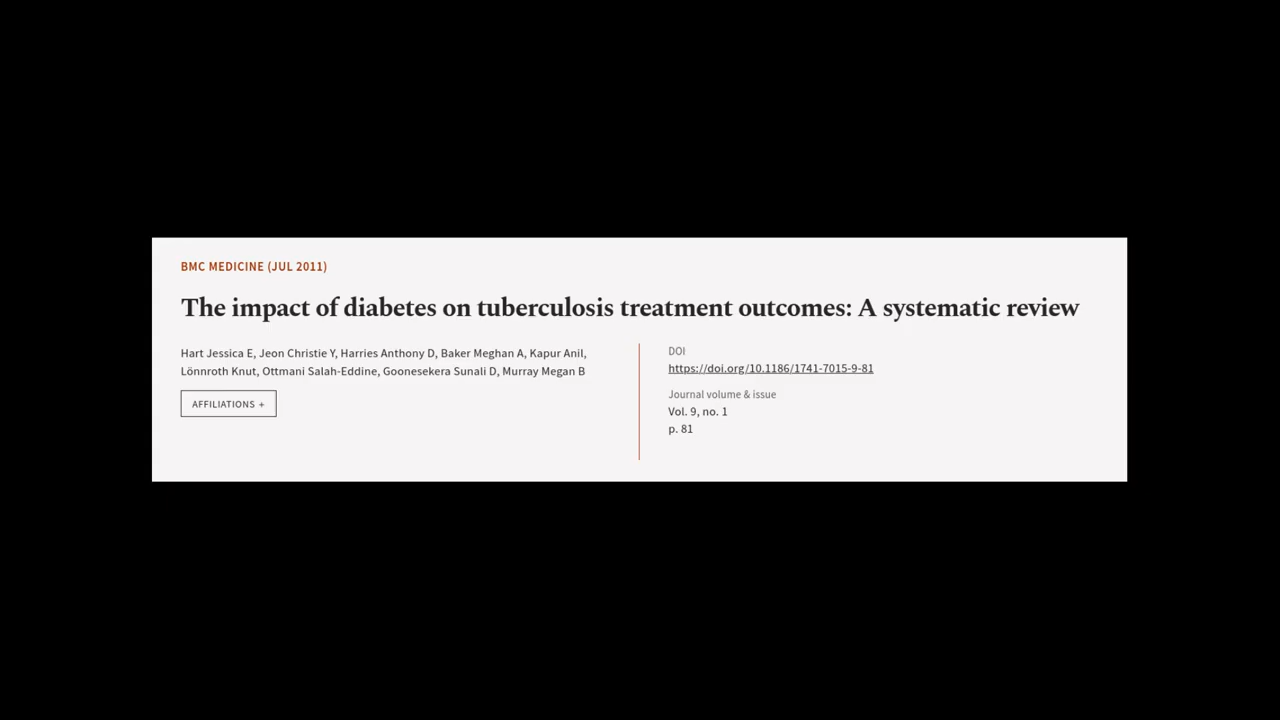 BMC MEDICINE (JUL 2011)
The impact of diabetes on tuberculosis treatment outcomes: A systematic review
Hart Jessica E, Jeon Christie Y, Harries Anthony D, Baker Meghan A, Kapur Anil,
Lönnroth Knut, Ottmani Salah-Eddine, Goonesekera Sunali D, Murray Megan B
AFFILIATIONS +
DOI
https://doi.org/10.1186/1741-7015-9-81
Journal volume & issue
Vol. 9, no. 1
p. 81